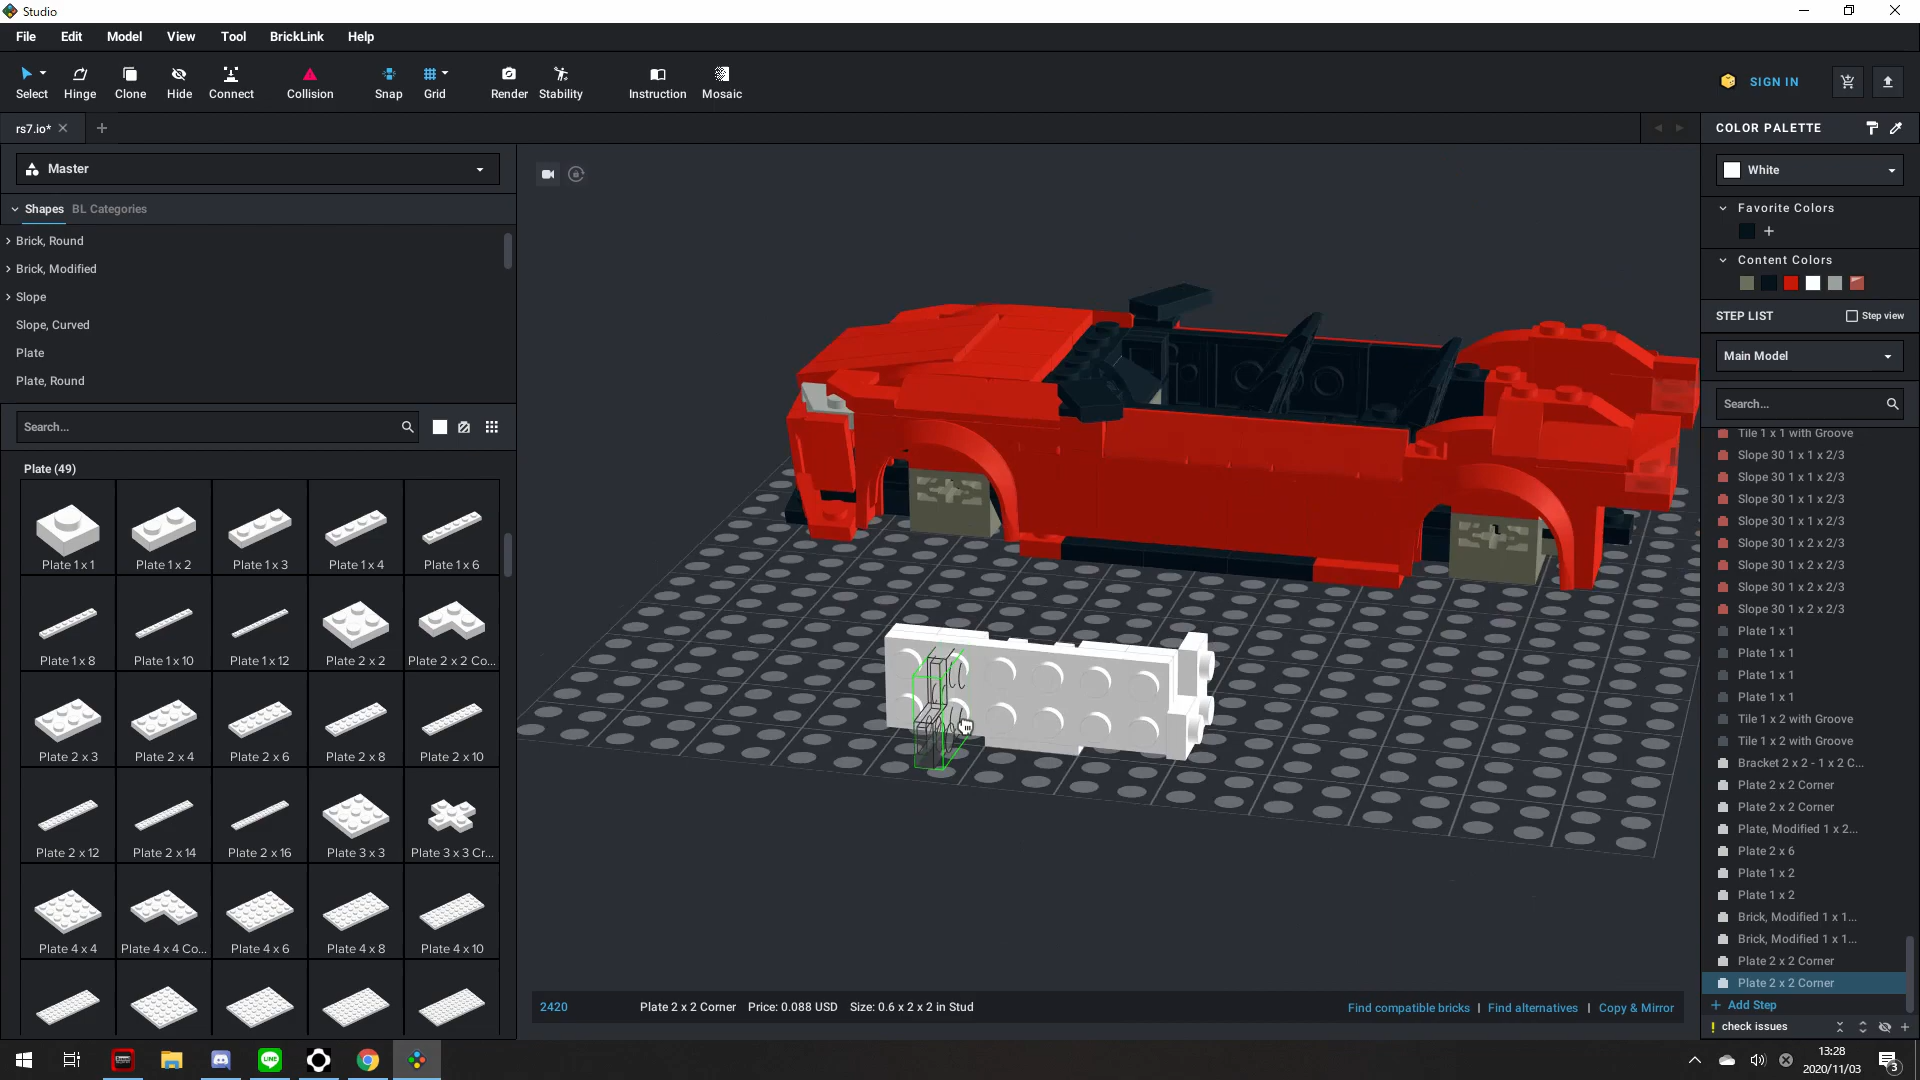 Studio
File Edit Model View Tool BrickLink Help
Select Hinge Clone Hide Connect Collision Snap Grid Render Stability Instruction Mosaic
SIGN IN
rs7.io*
Master
Shapes BL Categories
Brick, Round
Brick, Modified
Slope
Slope, Curved
Plate
Plate, Round
Search...
Plate (49)
Plate 1 x 1 Plate 1 x 2 Plate 1 x 3 Plate 1 x 4 Plate 1 x 6
Plate 1 x 8 Plate 1 x 10 Plate 1 x 12 Plate 2 x 2 Plate 2 x 2 Co...
Plate 2 x 3 Plate 2 x 4 Plate 2 x 6 Plate 2 x 8 Plate 2 x 10
Plate 2 x 12 Plate 2 x 14 Plate 2 x 16 Plate 3 x 3 Plate 3 x 3 Cr...
Plate 4 x 4 Plate 4 x 4 Co... Plate 4 x 6 Plate 4 x 8 Plate 4 x 10
2420 Plate 2 x 2 Corner Price: 0.088 USD Size: 0.6 x 2 x 2 in Stud
Find compatible bricks | Find alternatives | Copy & Mirror
COLOR PALETTE
White
Favorite Colors
Content Colors
STEP LIST Step view
Main Model
Search...
Tile 1 x 1 with Groove
Slope 30 1 x 1 x 2/3
Slope 30 1 x 1 x 2/3
Slope 30 1 x 1 x 2/3
Slope 30 1 x 1 x 2/3
Slope 30 1 x 2 x 2/3
Slope 30 1 x 2 x 2/3
Slope 30 1 x 2 x 2/3
Slope 30 1 x 2 x 2/3
Plate 1 x 1
Plate 1 x 1
Plate 1 x 1
Plate 1 x 1
Tile 1 x 2 with Groove
Tile 1 x 2 with Groove
Bracket 2 x 2 - 1 x 2 C...
Plate 2 x 2 Corner
Plate 2 x 2 Corner
Plate, Modified 1 x 2...
Plate 2 x 6
Plate 1 x 2
Plate 1 x 2
Brick, Modified 1 x 1...
Brick, Modified 1 x 1...
Plate 2 x 2 Corner
Plate 2 x 2 Corner
+ Add Step
! check issues
13:28
2020/11/03
3
LINE